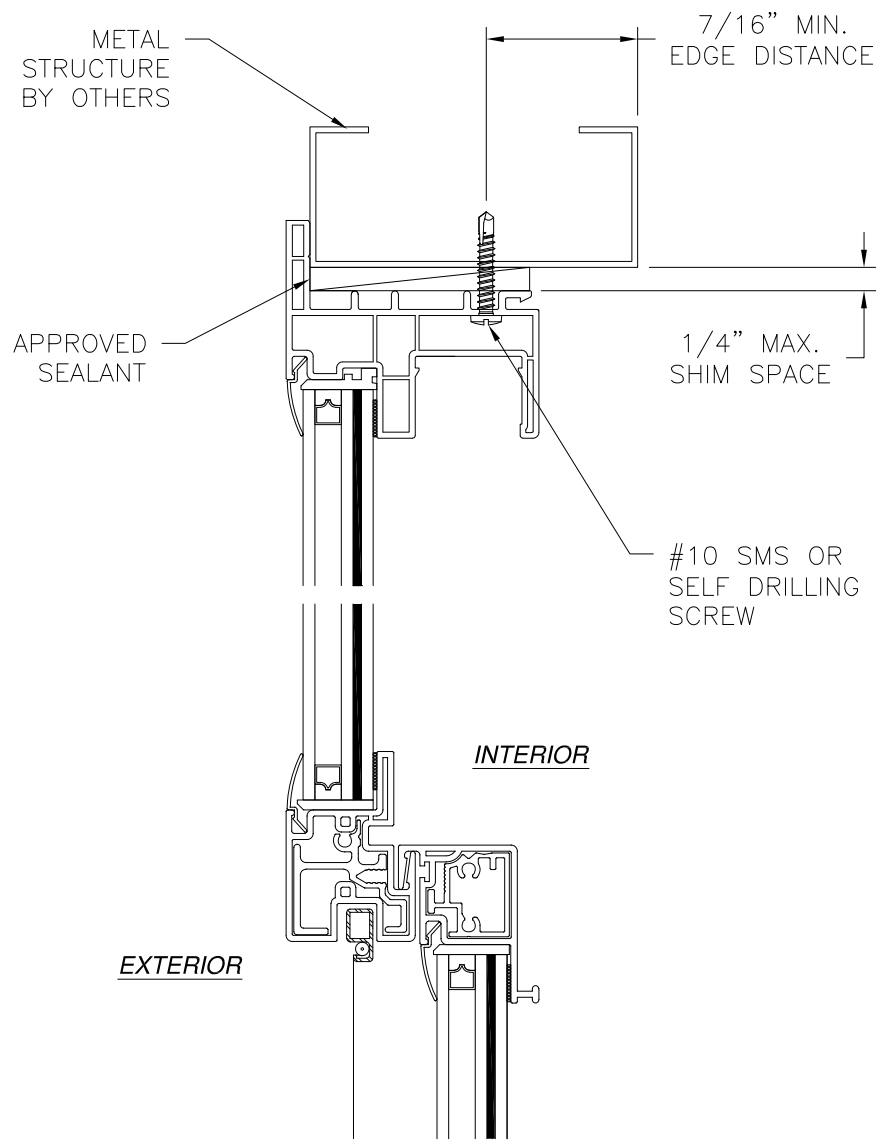 METAL
STRUCTURE
BY OTHERS
7/16” MIN.
EDGE DISTANCE
APPROVED
SEALANT
1/4” MAX.
SHIM SPACE
#10 SMS OR
SELF DRILLING
SCREW
INTERIOR
EXTERIOR